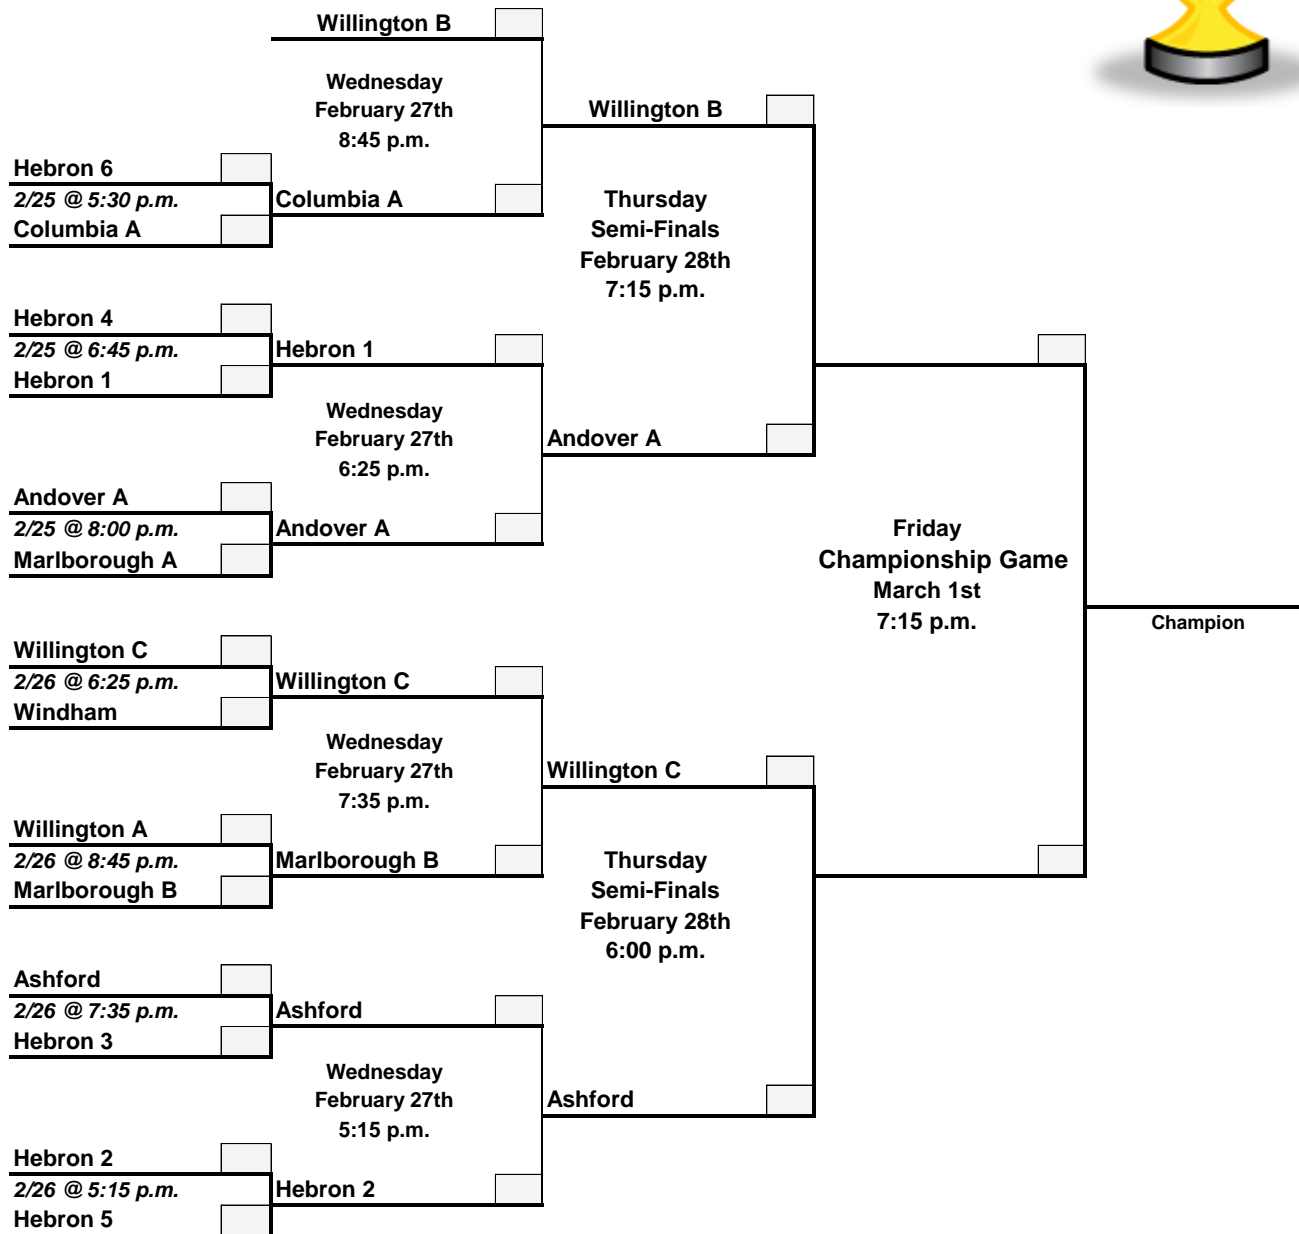 Willington B
Wednesday
February 27th
8:45 p.m.
Willington B
Hebron 6
2/25 @ 5:30 p.m.
Columbia A
Columbia A
Thursday
Semi-Finals
February 28th
7:15 p.m.
Hebron 4
2/25 @ 6:45 p.m.
Hebron 1
Hebron 1
Wednesday
February 27th
6:25 p.m.
Andover A
Andover A
2/25 @ 8:00 p.m.
Marlborough A
Andover A
Friday
Championship Game
March 1st
7:15 p.m.
Champion
Willington C
2/26 @ 6:25 p.m.
Windham
Willington C
Wednesday
February 27th
7:35 p.m.
Willington C
Willington A
2/26 @ 8:45 p.m.
Marlborough B
Marlborough B
Thursday
Semi-Finals
February 28th
6:00 p.m.
Ashford
2/26 @ 7:35 p.m.
Hebron 3
Ashford
Wednesday
February 27th
5:15 p.m.
Ashford
Hebron 2
2/26 @ 5:15 p.m.
Hebron 5
Hebron 2